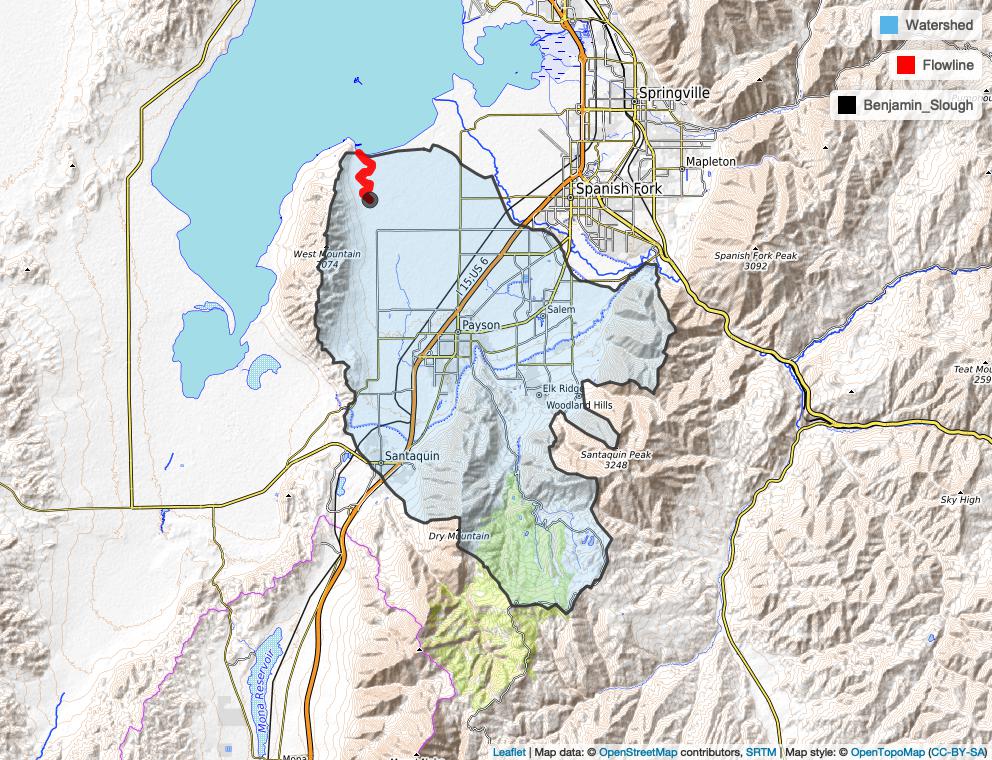 Watershed
Flowline
Benjamin_Slough
Springville
Mapleton
Spanish Fork
West Mountain
074
Spanish Fork Peak
3092
15;US 6
Salem
Payson
Teat Mou
259
Elk Ridge
Woodland Hills
Santaquin
Santaquin Peak
3248
Sky High
Dry Mountain
Mona Reservoir
Mona
Leaflet | Map data: © OpenStreetMap contributors, SRTM | Map style: © OpenTopoMap (CC-BY-SA)